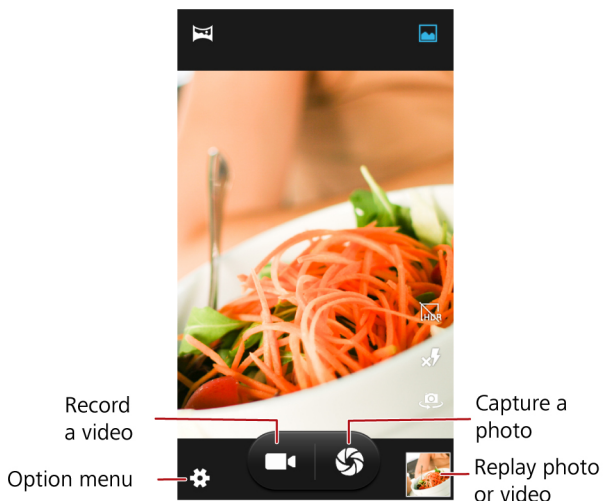 HDR
Record
a video
Capture a
photo
Option menu
Replay photo
or video